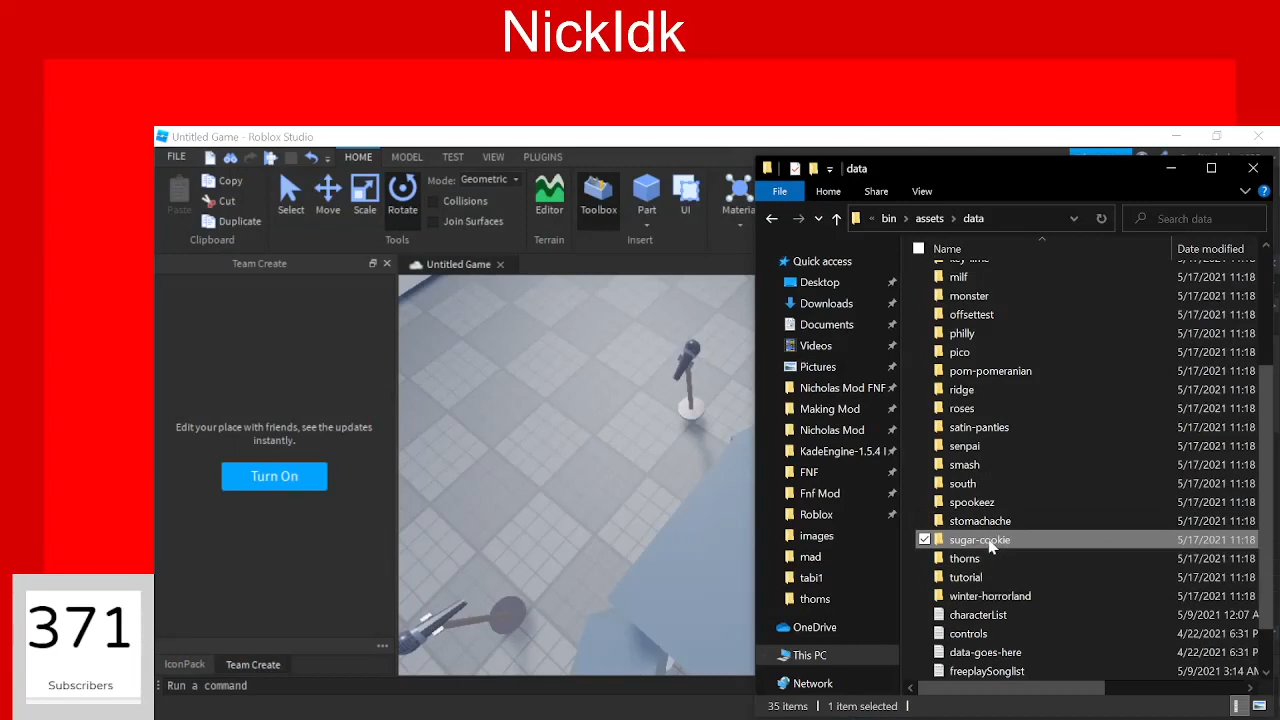 NickIdk
Untitled Game - Roblox Studio
FILE
HOME
MODEL
TEST
VIEW
PLUGINS
Paste
Copy
Cut
Duplicate
Clipboard
Select
Move
Scale
Rotate
Mode: Geometric
Collisions
Join Surfaces
Tools
Editor
Terrain
Toolbox
Part
UI
Insert
Team Create
Untitled Game
Edit your place with friends, see the updates
instantly.
Turn On
IconPack
Team Create
Run a command
371
Subscribers
data
File
Home
Share
View
« bin > assets > data
Search data
Quick access
Desktop
Downloads
Documents
Videos
Pictures
Nicholas Mod FNF
Making Mod
Nicholas Mod
KadeEngine-1.5.4
FNF
Fnf Mod
Roblox
images
mad
tabi1
thorns
OneDrive
This PC
Network
Name Date modified
milf 5/17/2021 11:18
monster 5/17/2021 11:18
offsettest 5/17/2021 11:18
philly 5/17/2021 11:18
pico 5/17/2021 11:18
pom-pomeranian 5/17/2021 11:18
ridge 5/17/2021 11:18
roses 5/17/2021 11:18
satin-panties 5/17/2021 11:18
senpai 5/17/2021 11:18
smash 5/17/2021 11:18
south 5/17/2021 11:18
spookeez 5/17/2021 11:18
stomachache 5/17/2021 11:18
sugar-cookie 5/17/2021 11:18
thorns 5/17/2021 11:18
tutorial 5/17/2021 11:18
winter-horrorland 5/17/2021 11:18
characterList 5/9/2021 12:07
controls 4/22/2021 6:31 P
data-goes-here 4/22/2021 6:31 P
freeplaySonglist 5/9/2021 3:14 AM
35 items
1 item selected